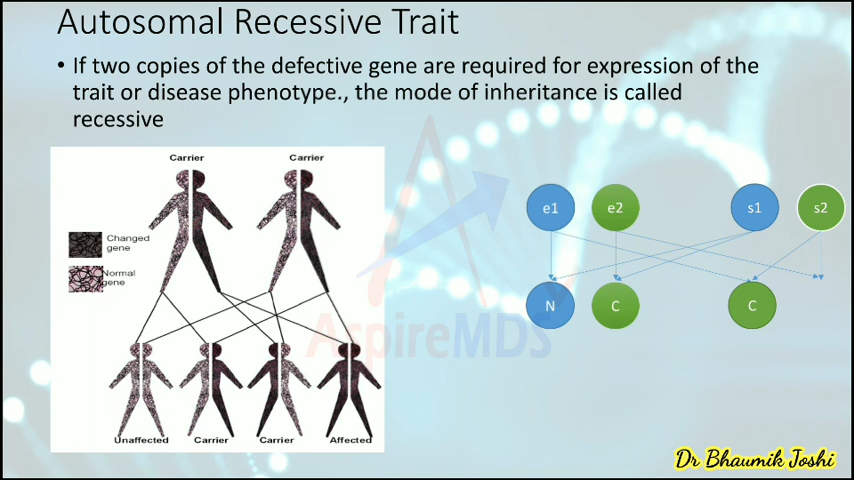 Autosomal Recessive Trait
• If two copies of the defective gene are required for expression of the
trait or disease phenotype., the mode of inheritance is called
recessive
Carrier
Carrier
Changed
gene
Normal
gene
Unaffected
Carrier
Carrier
Affected
e1
e2
s1
s2
N
C
C
AspireMDS
Dr Bhaumik Joshi